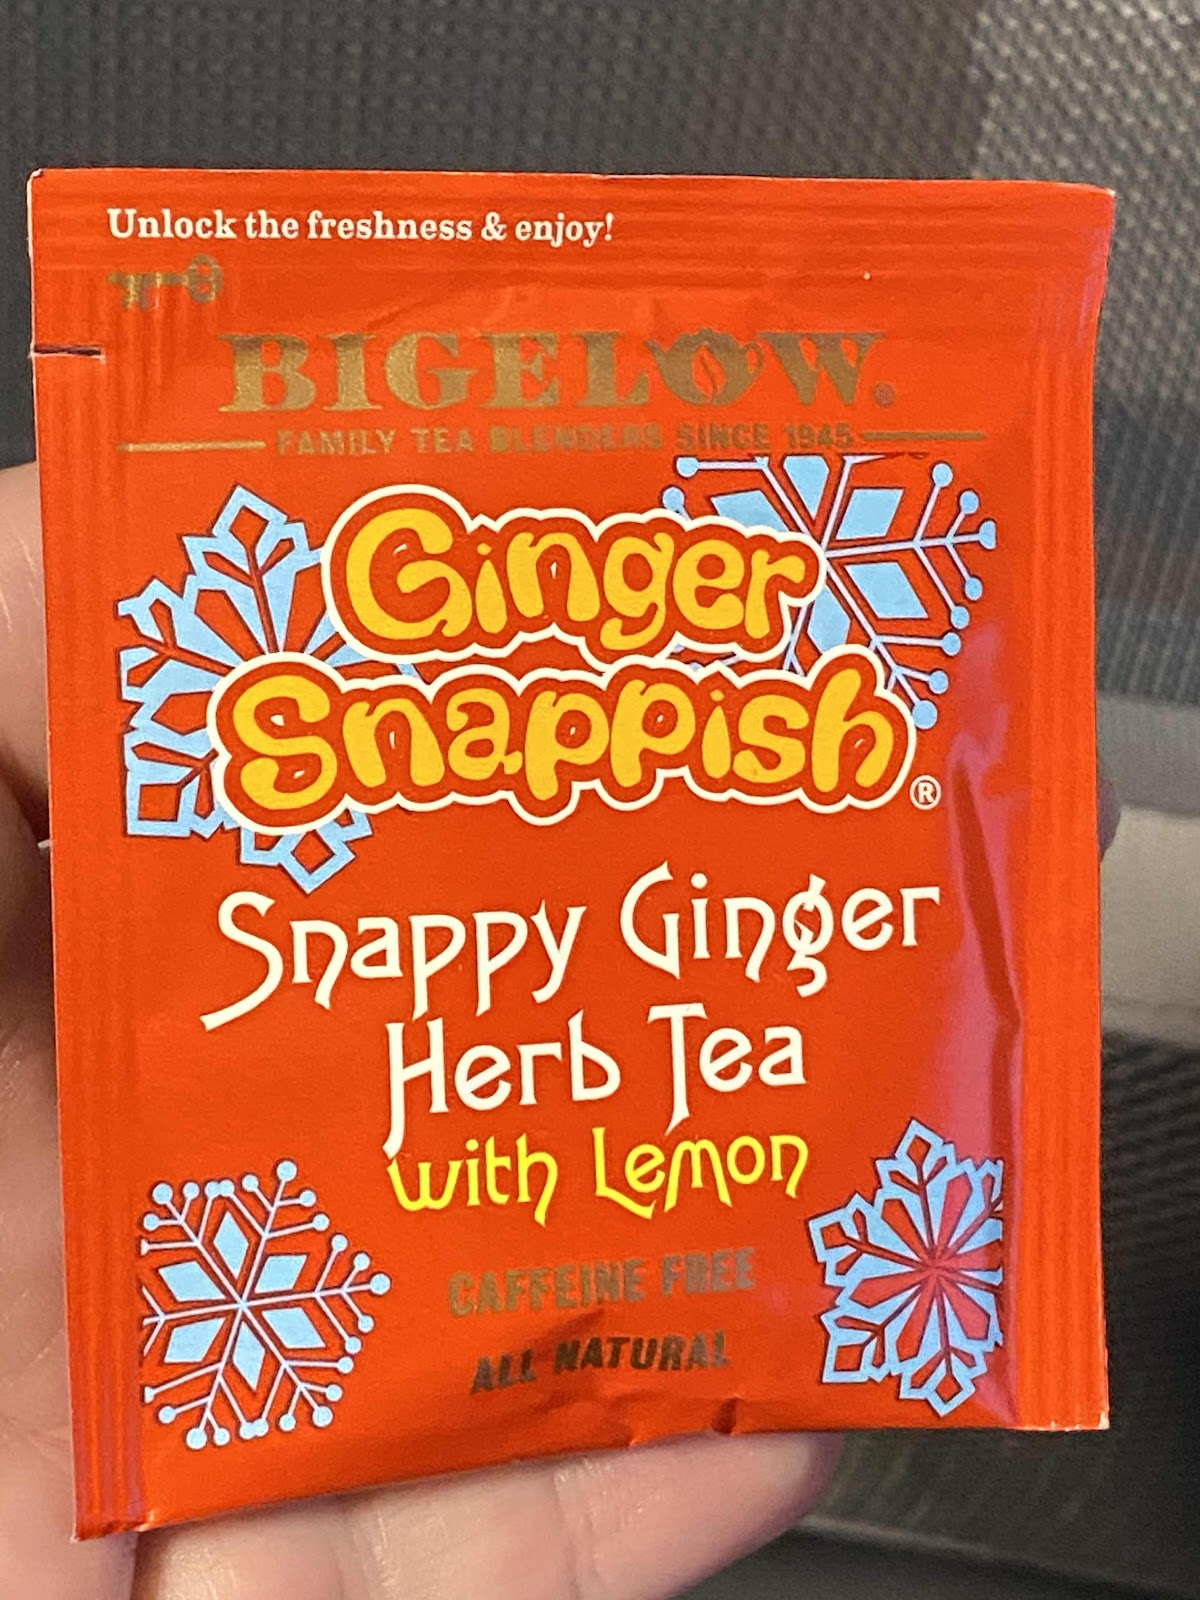 Unlock the freshness & enjoy!
BIGELOW®
FAMILY TEA BLENDERS SINCE 1945
Ginger
Snappish®
Snappy Ginger
Herb Tea
with Lemon
CAFFEINE FREE
ALL NATURAL